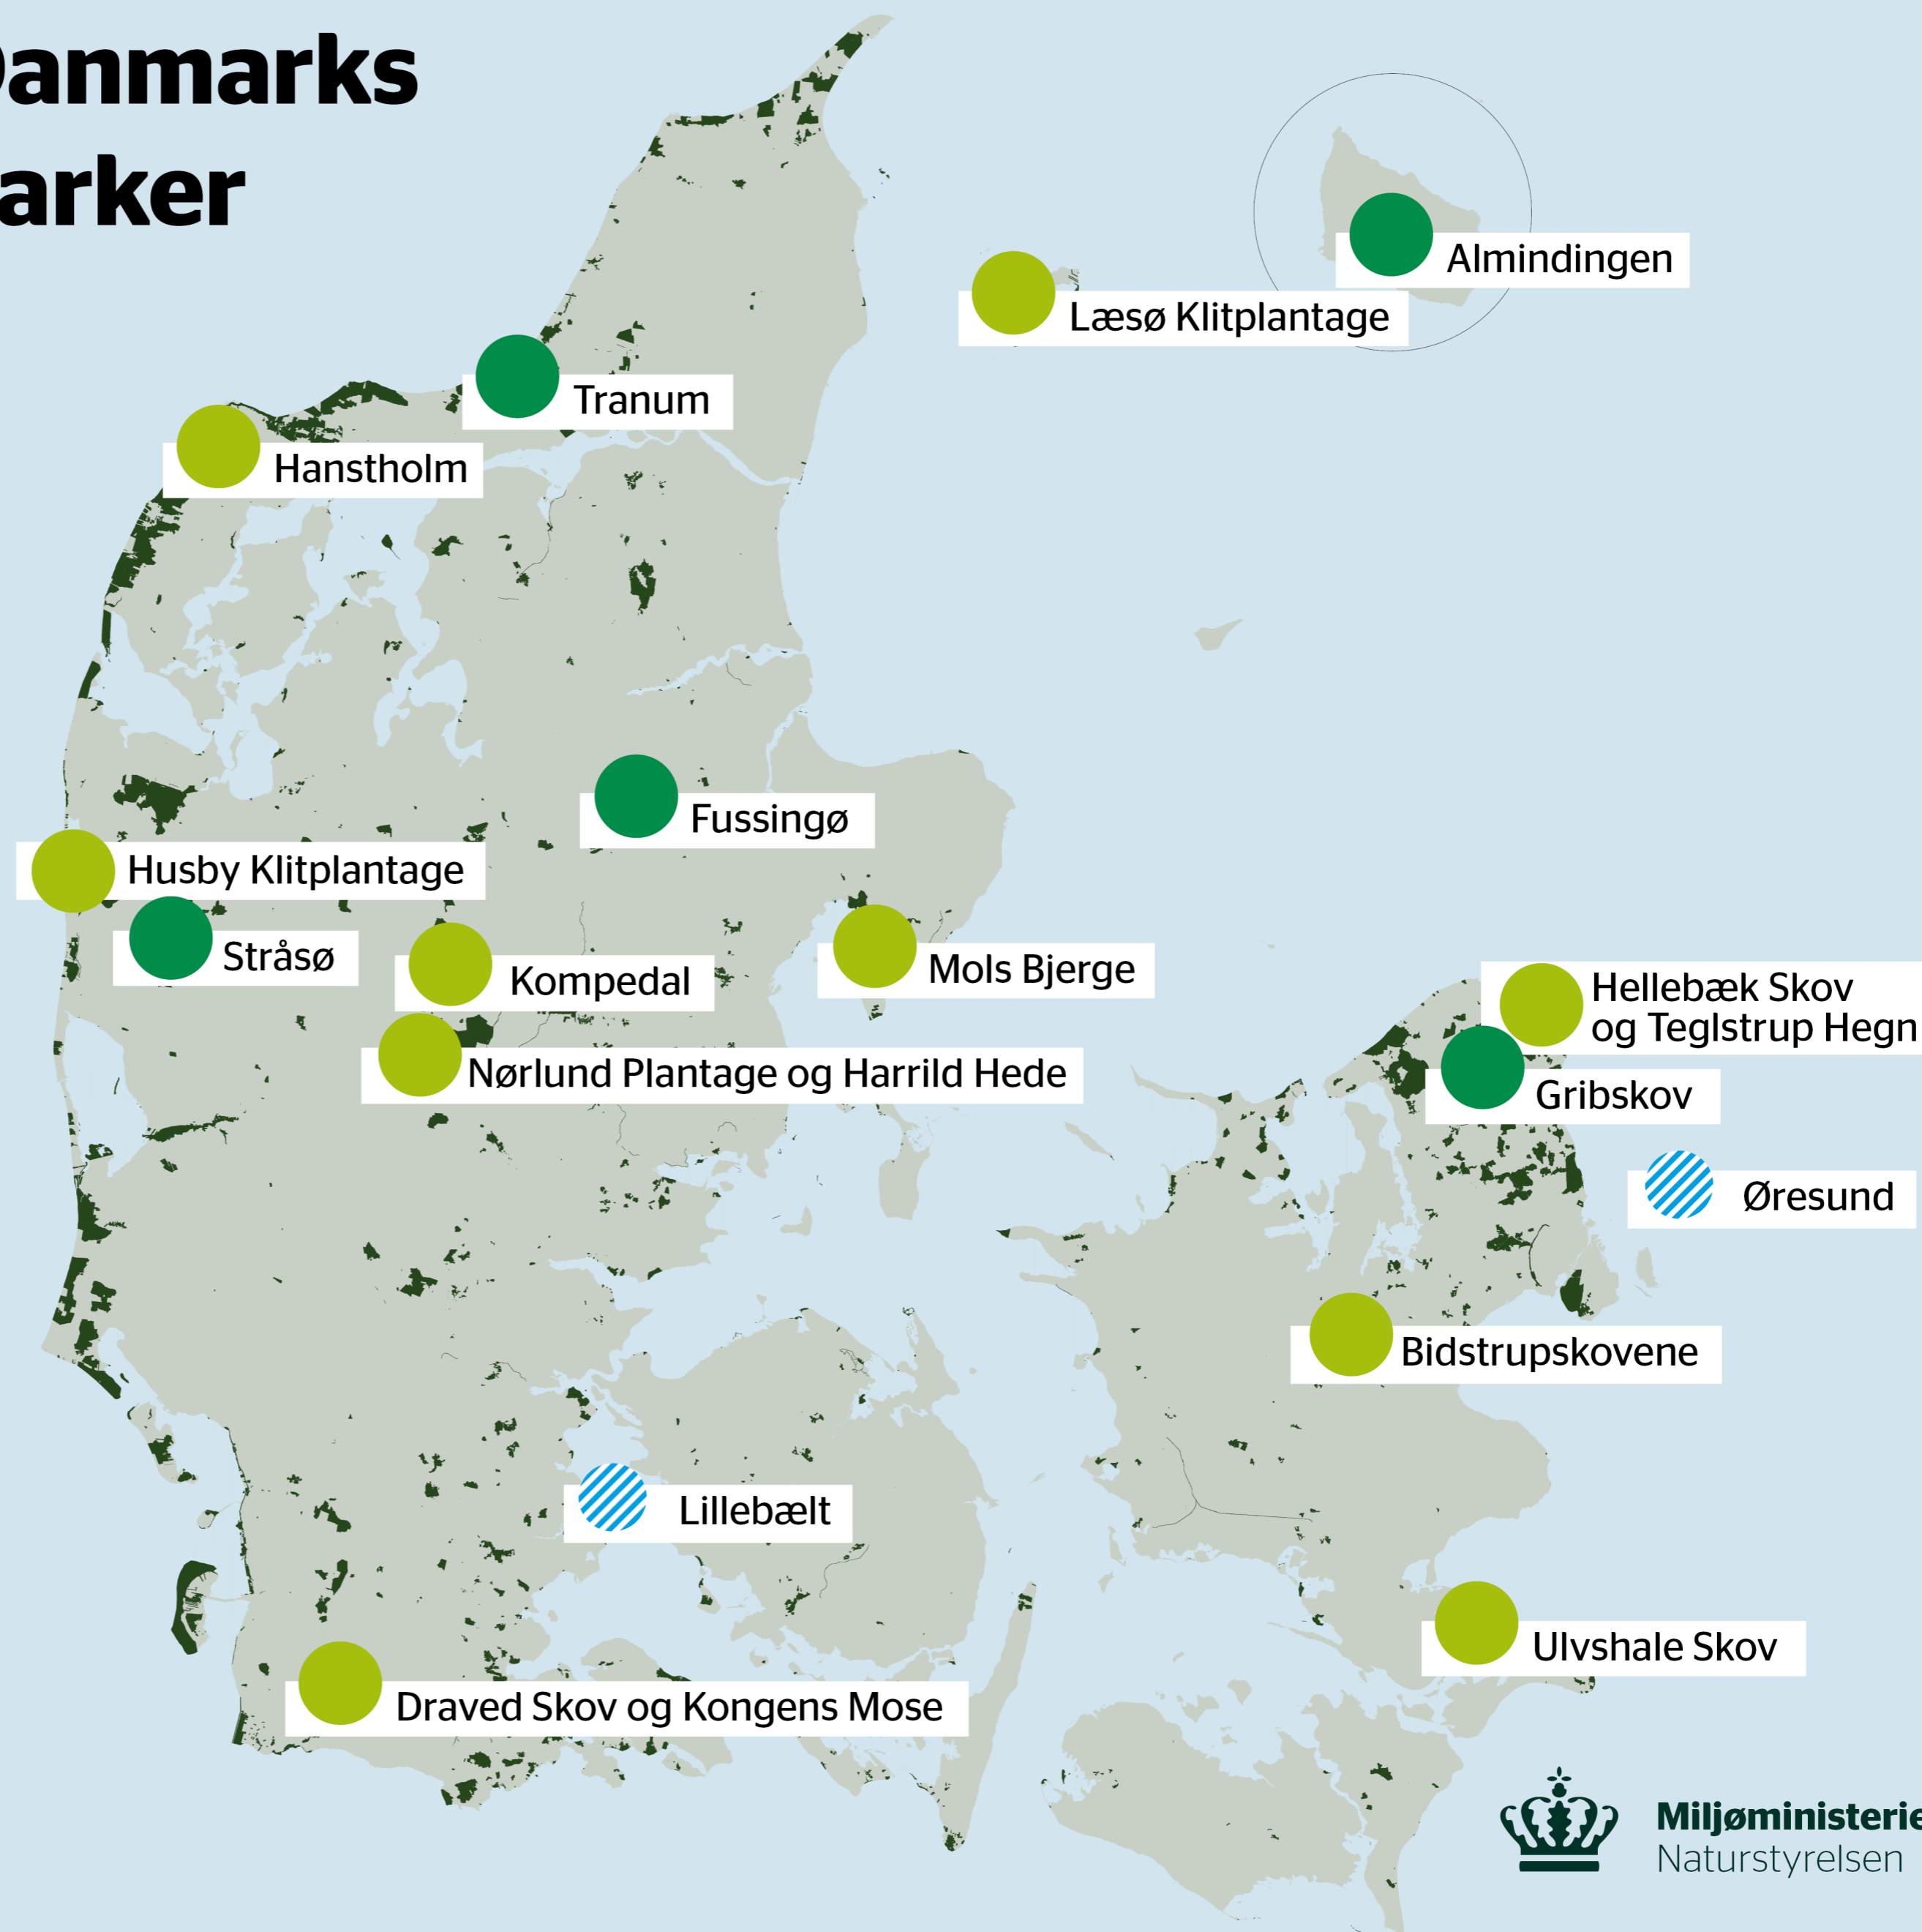 Danmarks
arker
Almindingen
Læsø Klitplantage
Tranum
Hanstholm
Fussingø
Husby Klitplantage
Stråsø
Kompedal
Mols Bjerge
Hellebæk Skov
og Teglstrup Hegn
Nørlund Plantage og Harrild Hede
Gribskov
Øresund
Bidstrupskovene
Lillebælt
Ulvshale Skov
Draved Skov og Kongens Mose
Miljøministerie
Naturstyrelsen